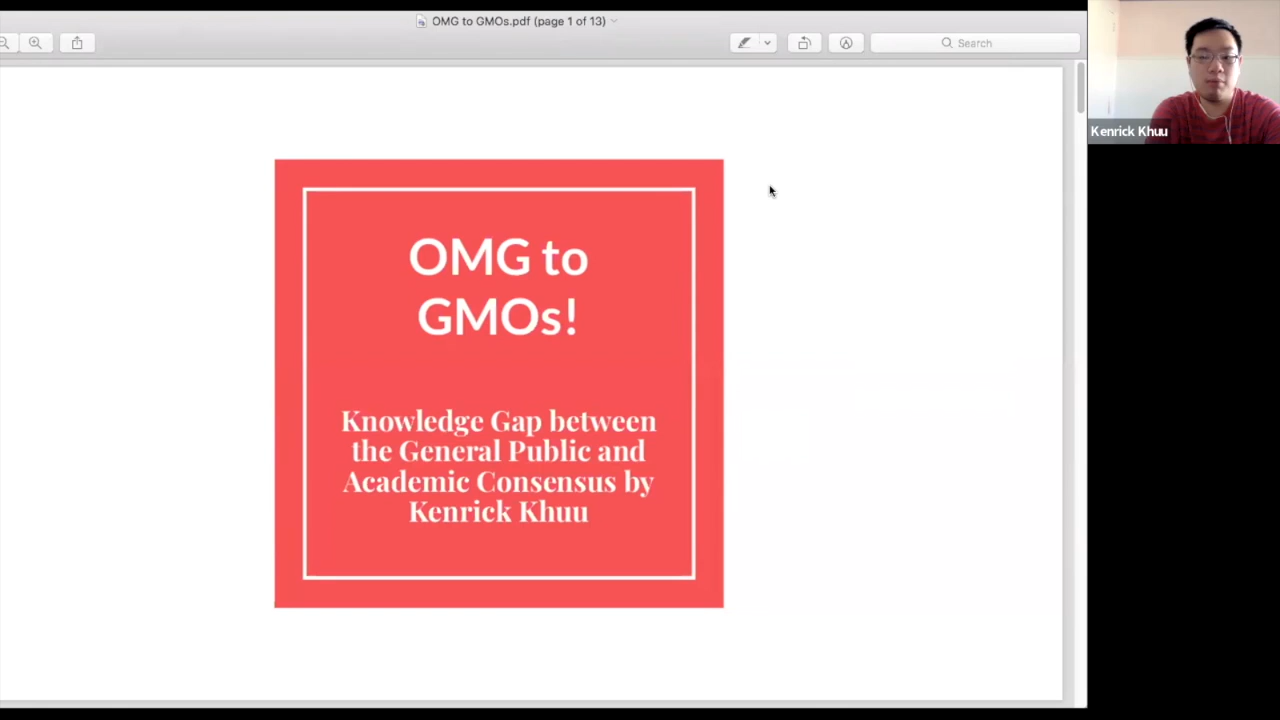 OMG to GMOs.pdf (page 1 of 13)
Search
Kenrick Khuu
OMG to
GMOs!
Knowledge Gap between
the General Public and
Academic Consensus by
Kenrick Khuu